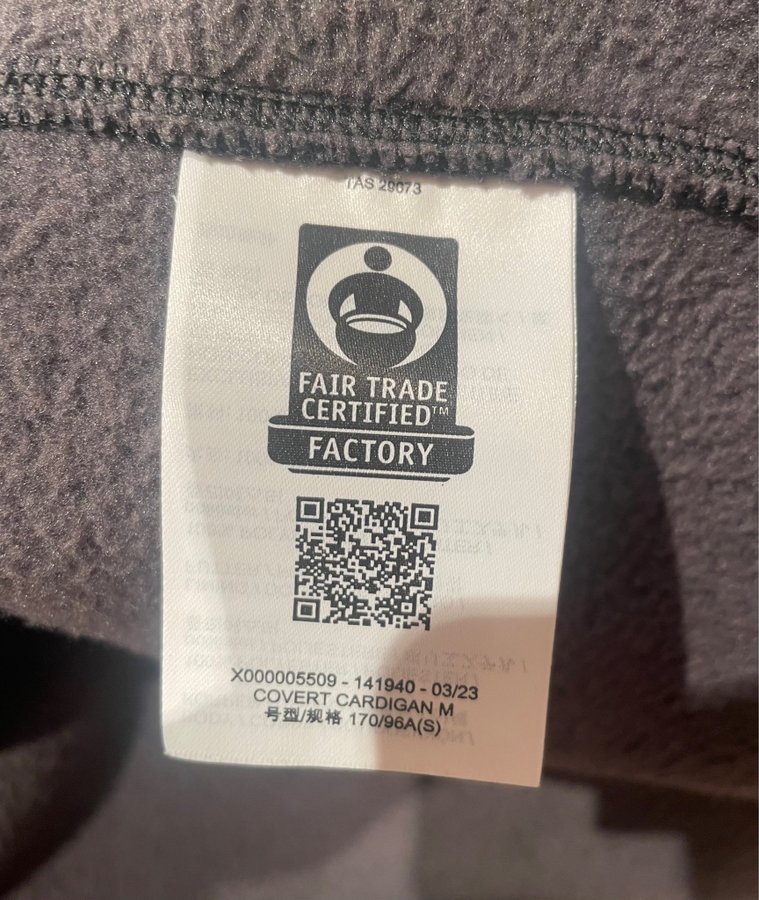 TAS 29073
FAIR TRADE
CERTIFIED™
FACTORY
X000005509 - 141940 - 03/23
COVERT CARDIGAN M
号型/规格 170/96A(S)